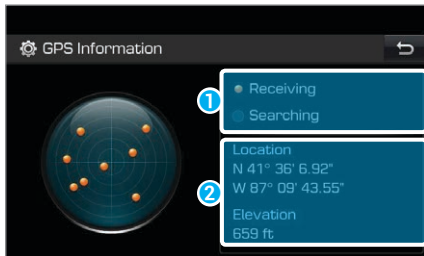 GPS Information
1
Receiving
Searching
2
Location
N 41° 36' 6.92"
W 87° 09' 43.55"
Elevation
659 ft